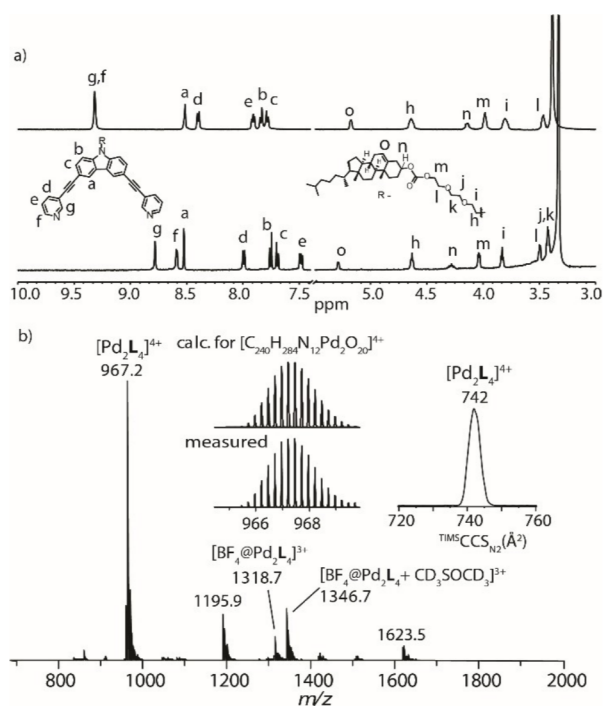 a)
g,f a d e b c o h n m i l
R N b c a d e f g N N
H H H o H n O O O m l O j k O i h
R -
g f a d b c e o h n m i l j,k
10.0 9.5 9.0 8.5 8.0 7.5 ppm 5.0 4.5 4.0 3.5 3.0
b)
[Pd₂L₄]⁴⁺ calc. for [C₂₄₀H₂₈₄N₁₂Pd₂O₂₀]⁴⁺
967.2
[Pd₂L₄]⁴⁺
742
measured
966 968
720 740 760
ᵀᴵᴹˢCCS_N2(Å²)
[BF₄@Pd₂L₄]³⁺
1318.7
[BF₄@Pd₂L₄+ CD₃SOCD₃]³⁺
1346.7
1195.9
1623.5
800 1000 1200 1400 1600 1800 2000
m/z